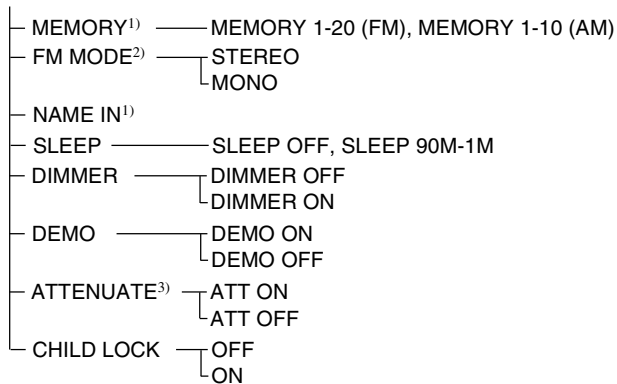 MEMORY1) MEMORY 1-20 (FM), MEMORY 1-10 (AM)
FM MODE2) STEREO
MONO
NAME IN1)
SLEEP SLEEP OFF, SLEEP 90M-1M
DIMMER DIMMER OFF
DIMMER ON
DEMO DEMO ON
DEMO OFF
ATTENUATE3) ATT ON
ATT OFF
CHILD LOCK OFF
ON